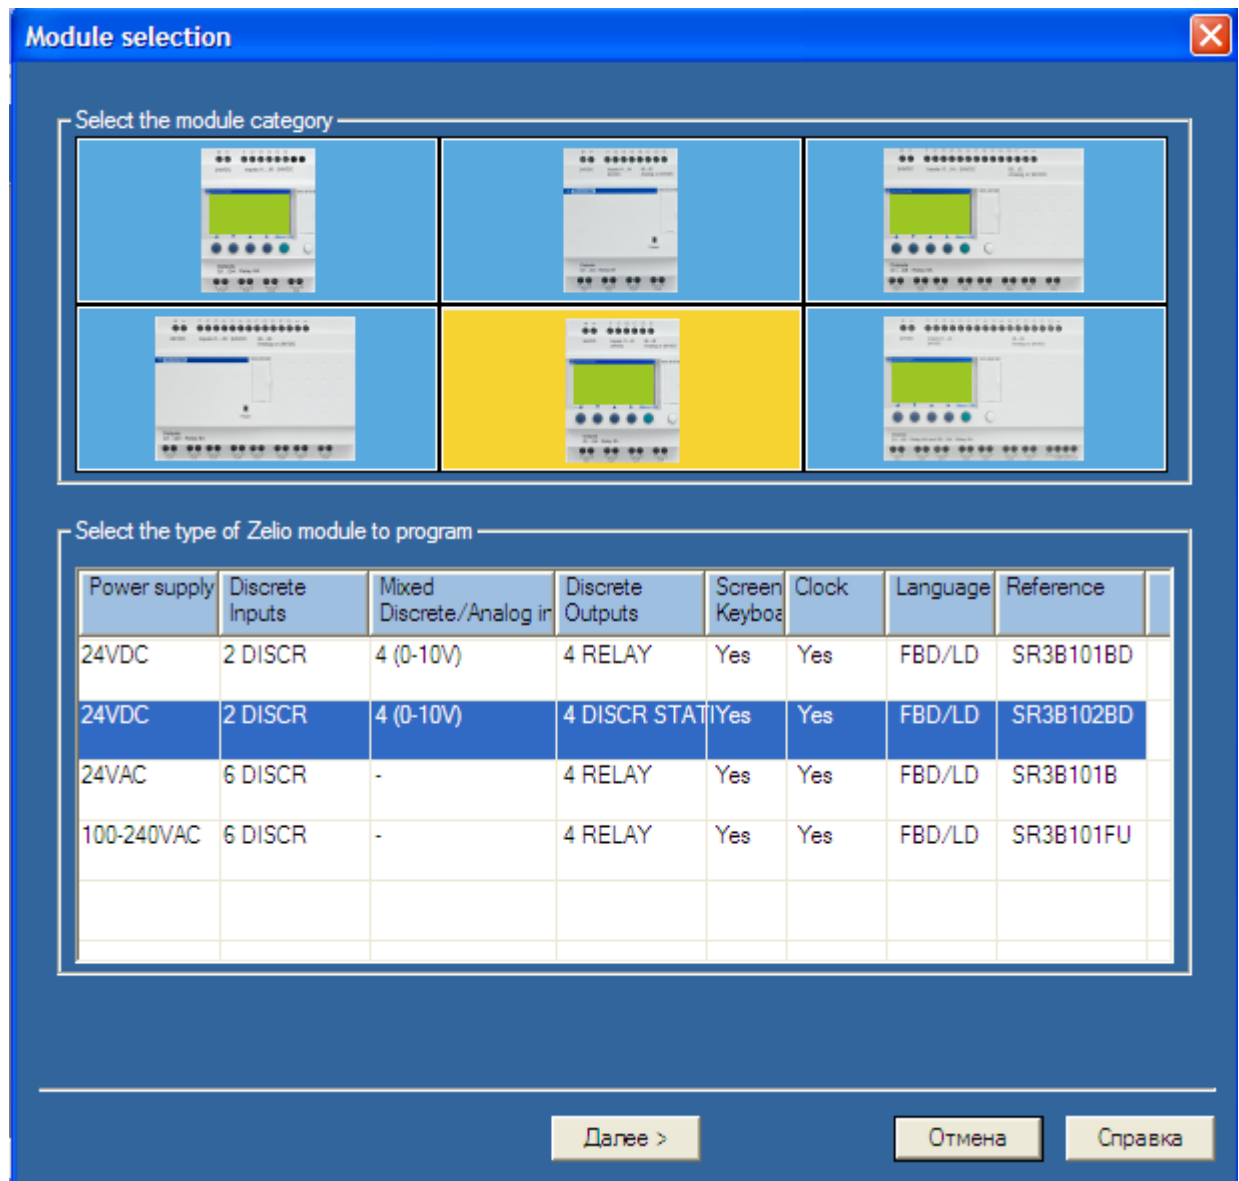 Module selection
Select the module category
Select the type of Zelio module to program
Power supply Discrete Inputs Mixed Discrete/Analog in Discrete Outputs Screen Keyboa Clock Language Reference
24VDC 2 DISCR 4 (0-10V) 4 RELAY Yes Yes FBD/LD SR3B101BD
24VDC 2 DISCR 4 (0-10V) 4 DISCR STATI Yes Yes FBD/LD SR3B102BD
24VAC 6 DISCR - 4 RELAY Yes Yes FBD/LD SR3B101B
100-240VAC 6 DISCR - 4 RELAY Yes Yes FBD/LD SR3B101FU
Далее > Отмена Справка